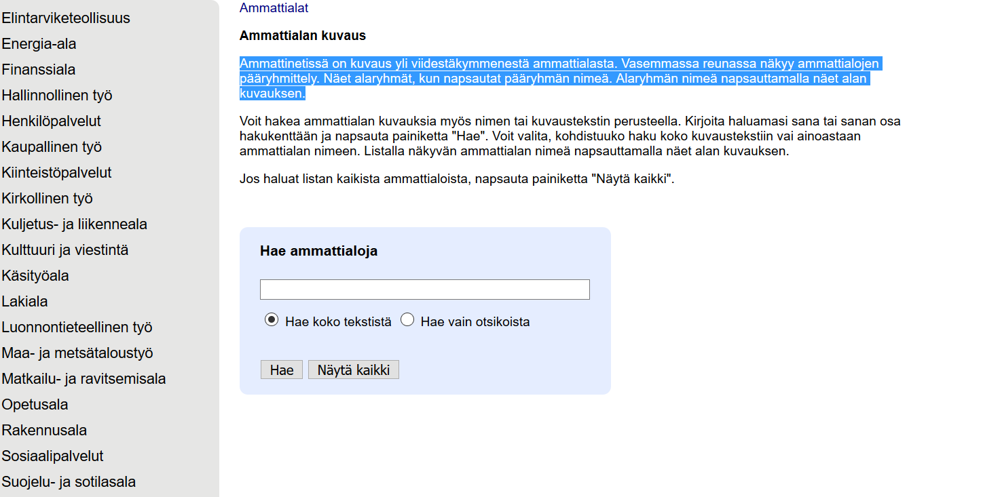 Elintarviketeollisuus
Energia-ala
Finanssiala
Hallinnollinen työ
Henkilöpalvelut
Kaupallinen työ
Kiinteistöpalvelut
Kirkollinen työ
Kuljetus- ja liikenneala
Kulttuuri ja viestintä
Käsityöala
Lakiala
Luonnontieteellinen työ
Maa- ja metsätaloustyö
Matkailu- ja ravitsemisala
Opetusala
Rakennusala
Sosiaalipalvelut
Suojelu- ja sotilasala
Ammattialat
Ammattialan kuvaus
Ammattinetissä on kuvaus yli viidestäkymmenestä ammattialasta. Vasemmassa reunassa näkyy ammattialojen
pääryhmittely. Näet alaryhmät, kun napsautat pääryhmän nimeä. Alaryhmän nimeä napsauttamalla näet alan
kuvauksen.
Voit hakea ammattialan kuvauksia myös nimen tai kuvaustekstin perusteella. Kirjoita haluamasi sana tai sanan osa
hakukenttään ja napsauta painiketta "Hae". Voit valita, kohdistuuko haku koko kuvaustekstiin vai ainoastaan
ammattialan nimeen. Listalla näkyvän ammattialan nimeä napsauttamalla näet alan kuvauksen.
Jos haluat listan kaikista ammattialoista, napsauta painiketta "Näytä kaikki".
Hae ammattialoja
Hae koko tekstistä Hae vain otsikoista
Hae Näytä kaikki